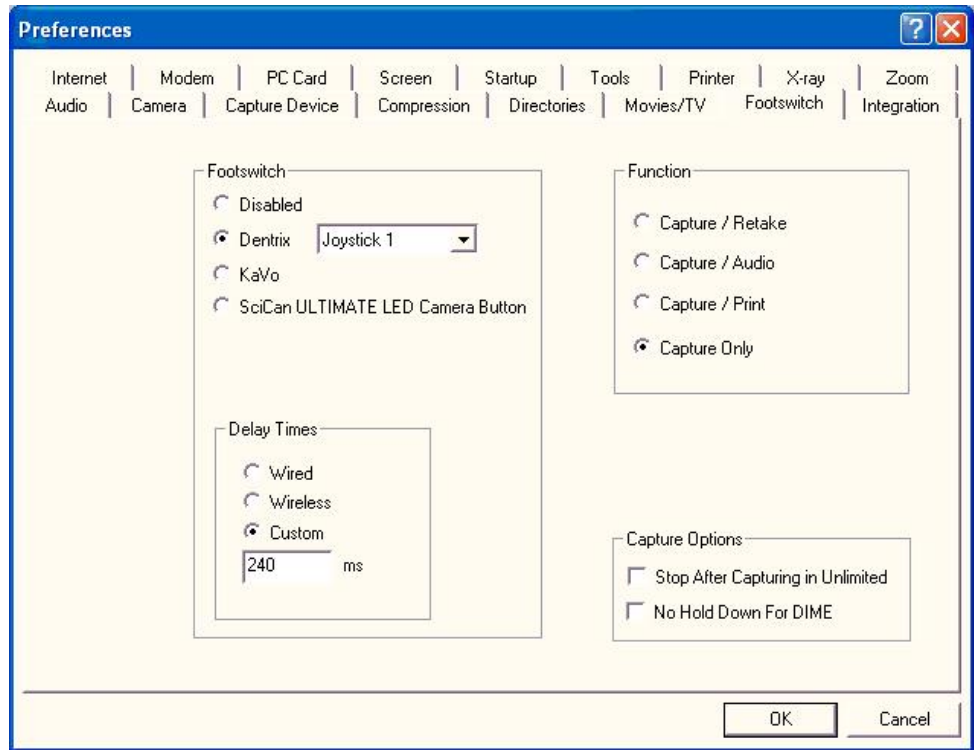 Preferences
Internet Modem PC Card Screen Startup Tools Printer X-ray Zoom
Audio Camera Capture Device Compression Directories Movies/TV Footswitch Integration
Footswitch
Disabled
Dentrix Joystick 1
KaVo
SciCan ULTIMATE LED Camera Button
Delay Times
Wired
Wireless
Custom
240 ms
Function
Capture / Retake
Capture / Audio
Capture / Print
Capture Only
Capture Options
Stop After Capturing in Unlimited
No Hold Down For DIME
OK Cancel